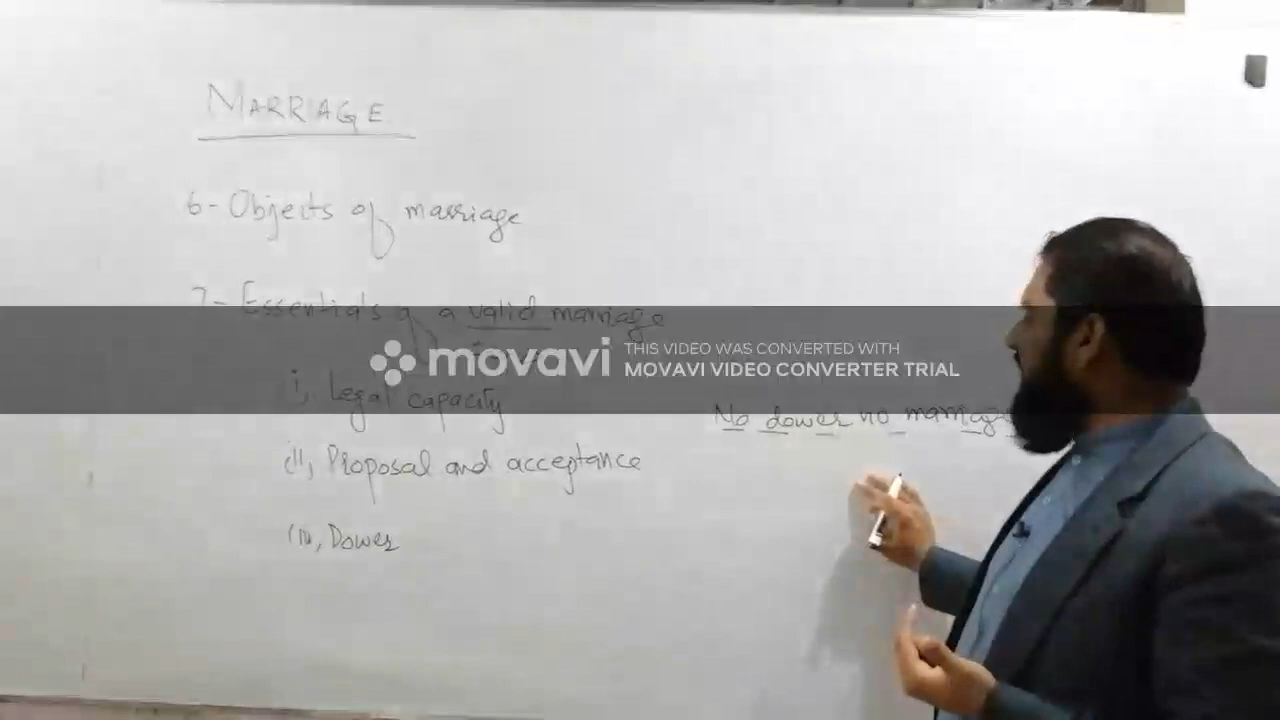 MARRIAGE
6- Objects of marriage
7- Essentials of a valid marriage
movavi
THIS VIDEO WAS CONVERTED WITH
MOVAVI VIDEO CONVERTER TRIAL
i, Legal capacity
No dower no marriage
ii, Proposal and acceptance
iii, Dower